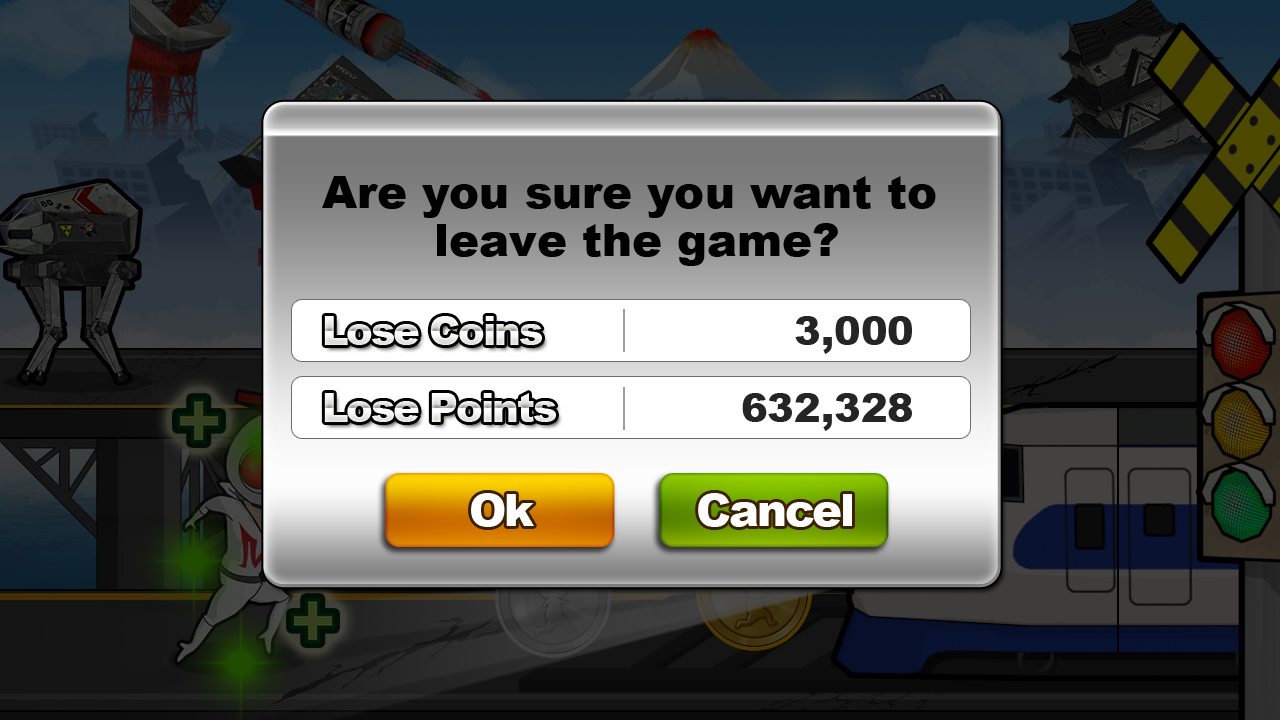 Are you sure you want to
leave the game?
Lose Coins 3,000
Lose Points 632,328
Ok Cancel
80